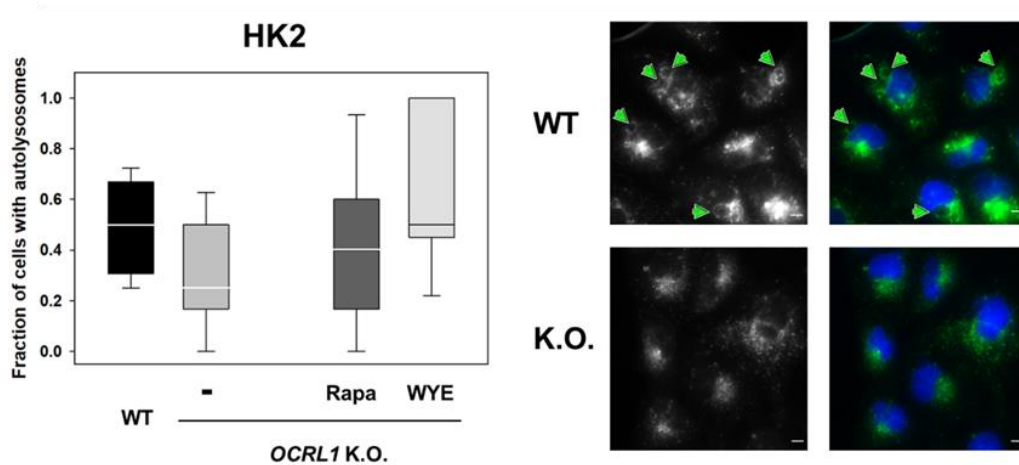 HK2
Fraction of cells with autolysosomes
1.0
0.8
0.6
0.4
0.2
0.0
WT
-
Rapa
WYE
OCRL1 K.O.
WT
K.O.